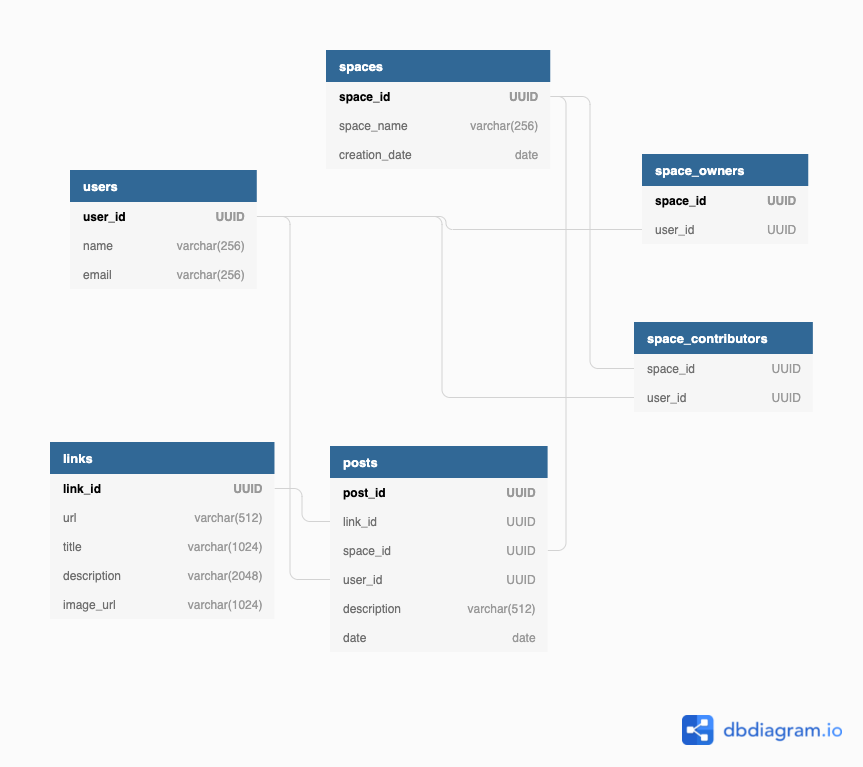 spaces
space_id UUID
space_name varchar(256)
creation_date date
users
user_id UUID
name varchar(256)
email varchar(256)
space_owners
space_id UUID
user_id UUID
space_contributors
space_id UUID
user_id UUID
links
link_id UUID
url varchar(512)
title varchar(1024)
description varchar(2048)
image_url varchar(1024)
posts
post_id UUID
link_id UUID
space_id UUID
user_id UUID
description varchar(512)
date date
dbdiagram.io